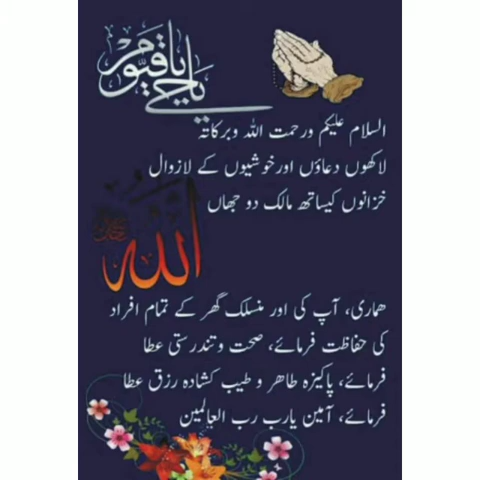 یاحی یاقیوم
السلام علیکم ورحمت اللہ وبرکاتہ
لاکھوں دعاؤں اورخوشیوں کے لازوال
خزانوں کیساتھ مالک دو جھاں
اللہ
ھماری، آپ کی اور منسلک گھر کے تمام افراد
کی حفاظت فرمائے، صحت وتندرستی عطا
فرمائے، پاکیزہ طاھر و طیب کشادہ رزق عطا
فرمائے، آمین یارب رب العالمین